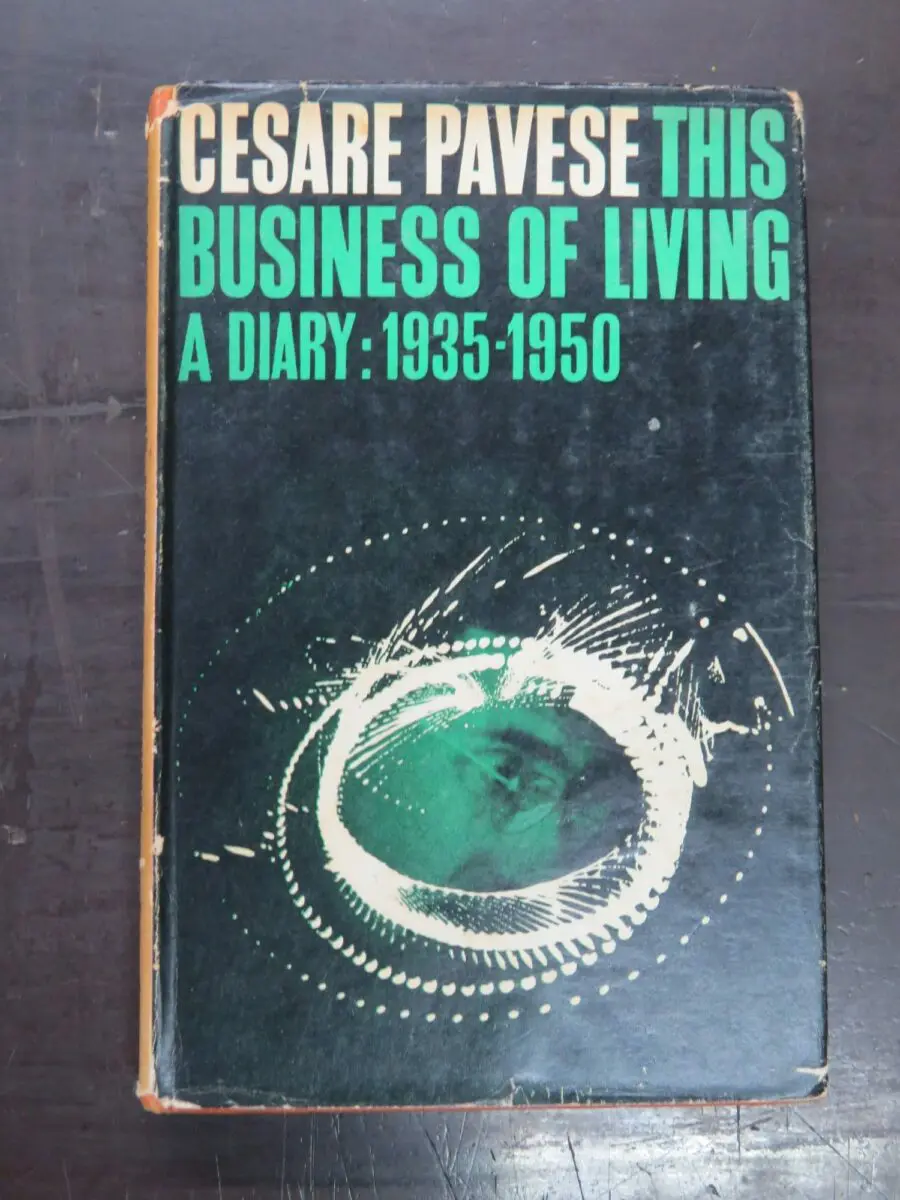 CESARE PAVESE THIS
BUSINESS OF LIVING
A DIARY: 1935-1950